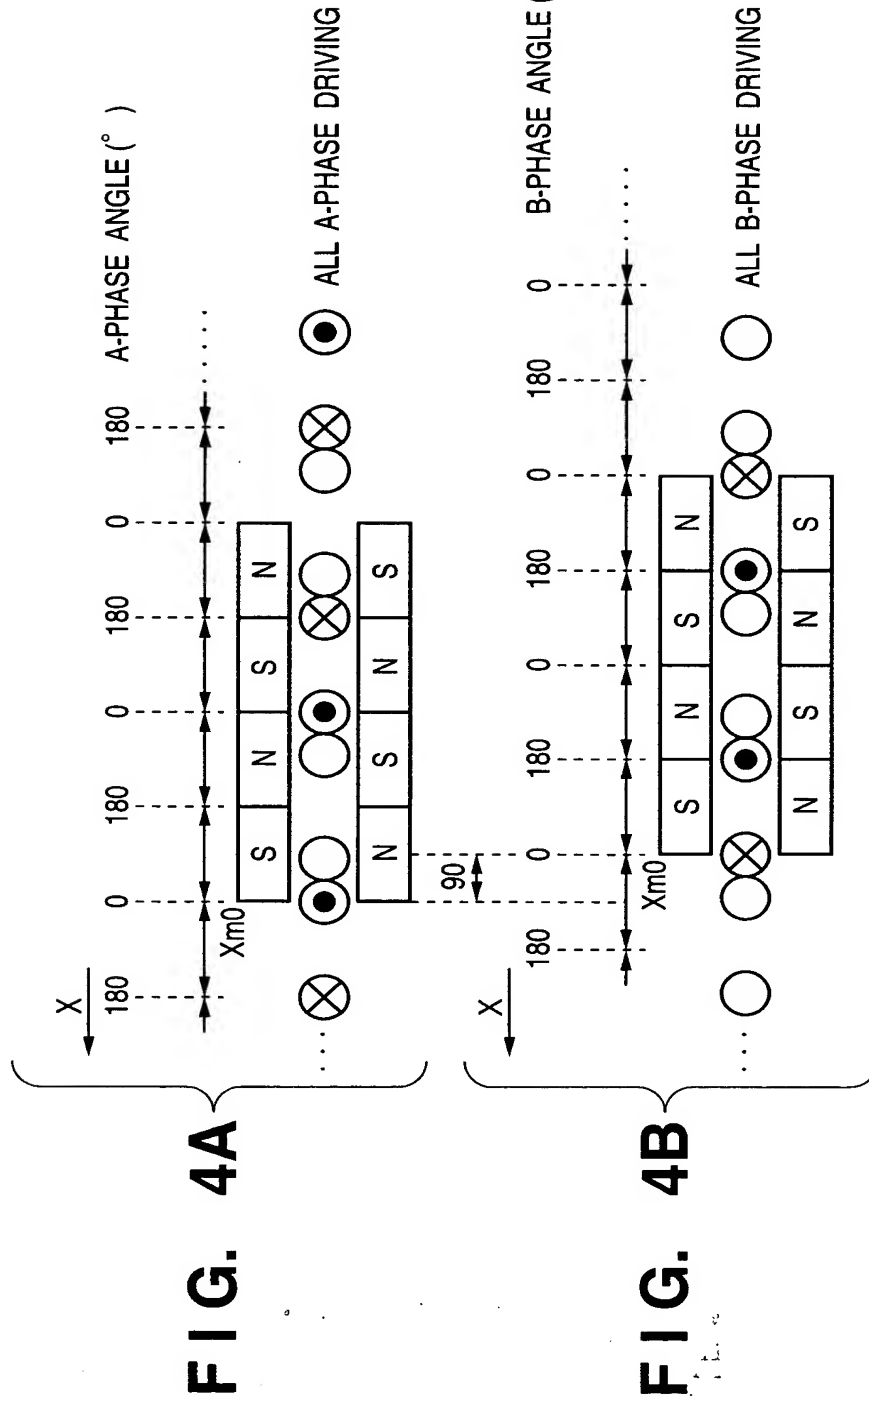 FIG. 4A
X
180 0 180 0 180 0 180 A-PHASE ANGLE (°)
Xm0
S N S N
ALL A-PHASE DRIVING
N S N S
90
FIG. 4B
X
180 0 180 0 180 0 180 0 B-PHASE ANGLE (
Xm0
S N S N
ALL B-PHASE DRIVING
N S N S